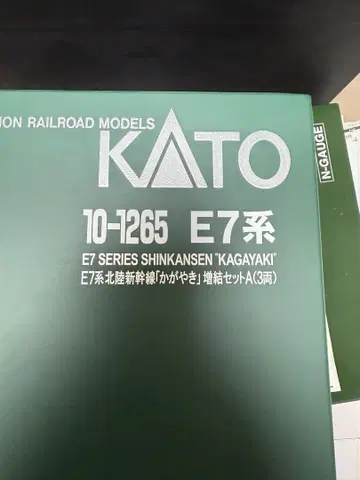 ION RAILROAD MODELS
KATO
10-1265 E7系
E7 SERIES SHINKANSEN "KAGAYAKI"
E7系北陸新幹線「かがやき」増結セットA(3両)
N-GAUGE